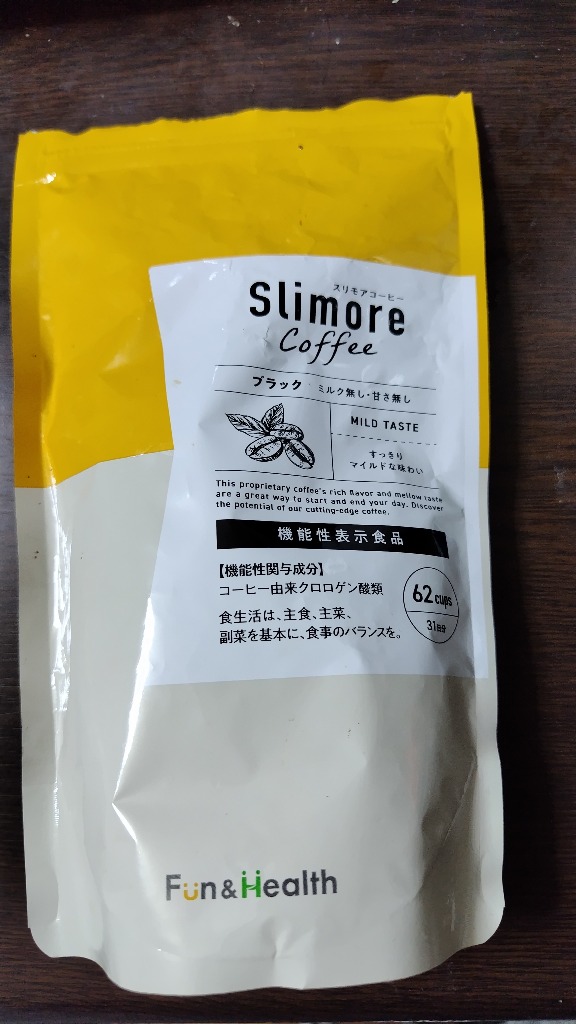 スリモアコーヒー
Slimore
Coffee
ブラック ミルク無し・甘さ無し
MILD TASTE
すっきり
マイルドな味わい
This proprietary coffee's rich flavor and mellow taste
are a great way to start and end your day. Discover
the potential of our cutting-edge coffee.
機能性表示食品
【機能性関与成分】
コーヒー由来クロロゲン酸類
62 cups
31日分
食生活は、主食、主菜、
副菜を基本に、食事のバランスを。
Fun&Health